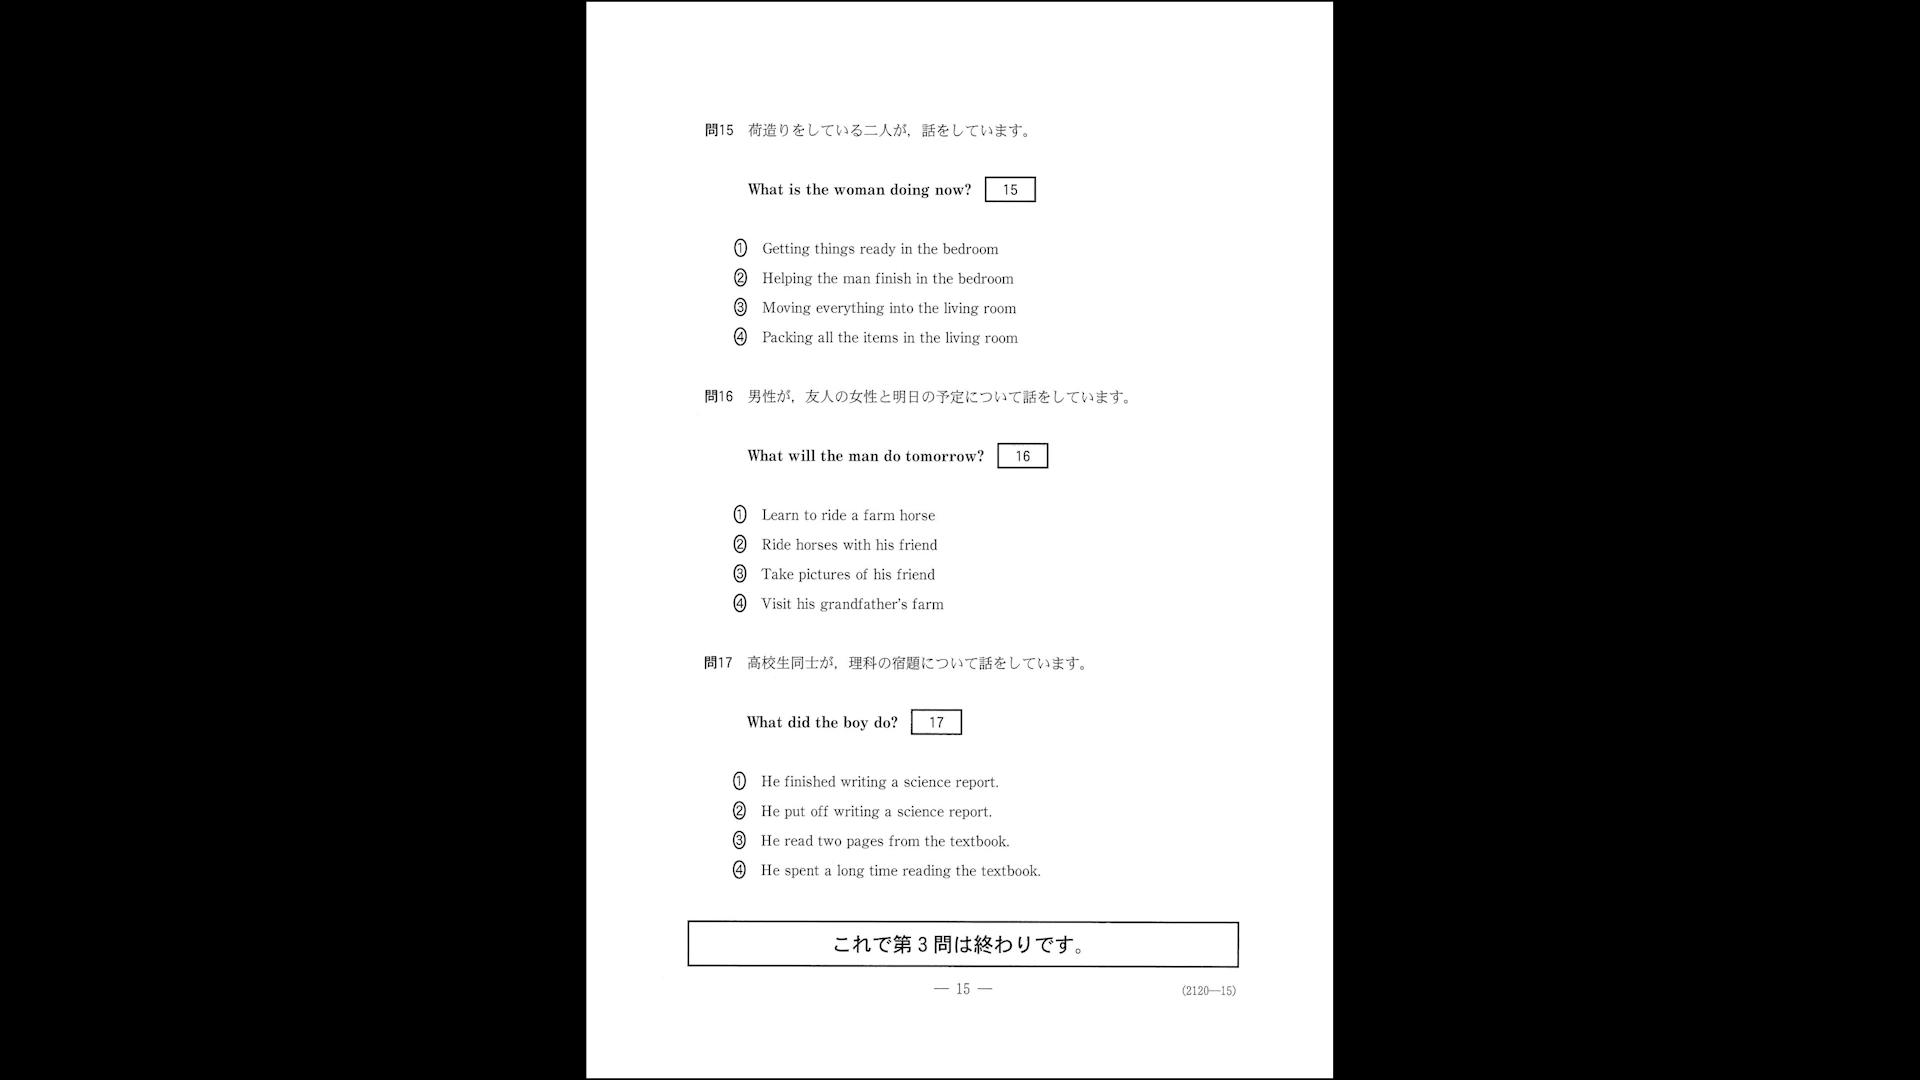 問15 荷造りをしている二人が，話をしています。
What is the woman doing now? 15
① Getting things ready in the bedroom
② Helping the man finish in the bedroom
③ Moving everything into the living room
④ Packing all the items in the living room
問16 男性が，友人の女性と明日の予定について話をしています。
What will the man do tomorrow? 16
① Learn to ride a farm horse
② Ride horses with his friend
③ Take pictures of his friend
④ Visit his grandfather's farm
問17 高校生同士が，理科の宿題について話をしています。
What did the boy do? 17
① He finished writing a science report.
② He put off writing a science report.
③ He read two pages from the textbook.
④ He spent a long time reading the textbook.
これで第3問は終わりです。
— 15 —
(2120—15)